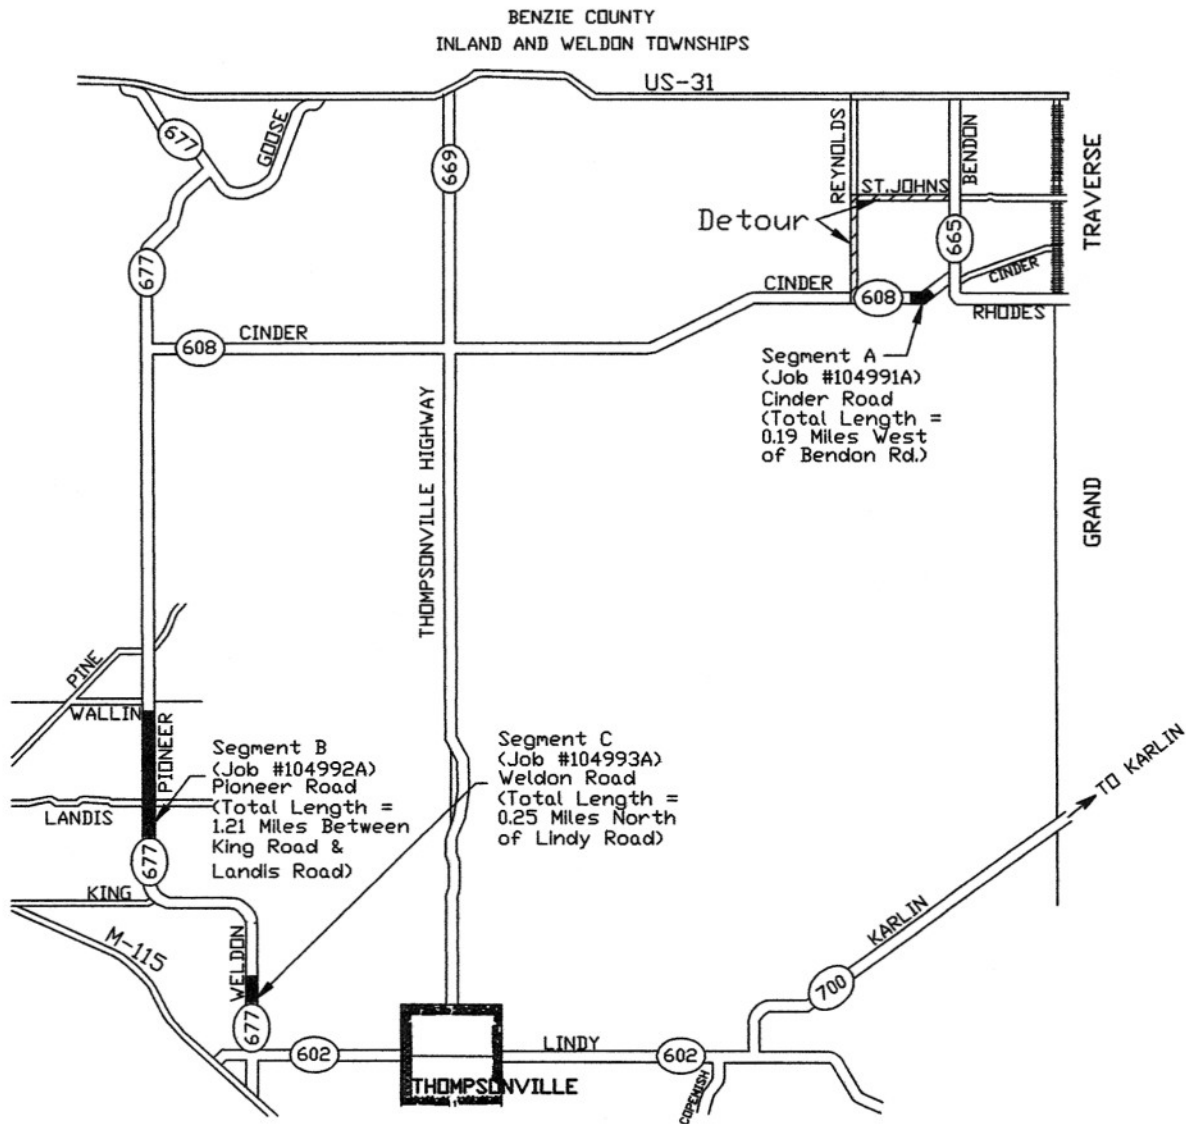 BENZIE COUNTY
INLAND AND WELDON TOWNSHIPS
US-31
677
GOOSE
669
REYNOLDS
ST.JOHNS
BENDON
TRAVERSE
Detour
665
677
CINDER
608
CINDER
RHODES
608
CINDER
Segment A
(Job #104991A)
Cinder Road
(Total Length =
0.19 Miles West
of Bendon Rd.)
THOMPSONVILLE HIGHWAY
GRAND
PINE
WALLIN
PIONEER
Segment B
(Job #104992A)
Pioneer Road
(Total Length =
1.21 Miles Between
King Road &
Landis Road)
Segment C
(Job #104993A)
Weldon Road
(Total Length =
0.25 Miles North
of Lindy Road)
TO KARLIN
LANDIS
677
KING
M-115
WELDON
KARLIN
700
677
602
LINDY
602
THOMPSONVILLE
COPEMISH